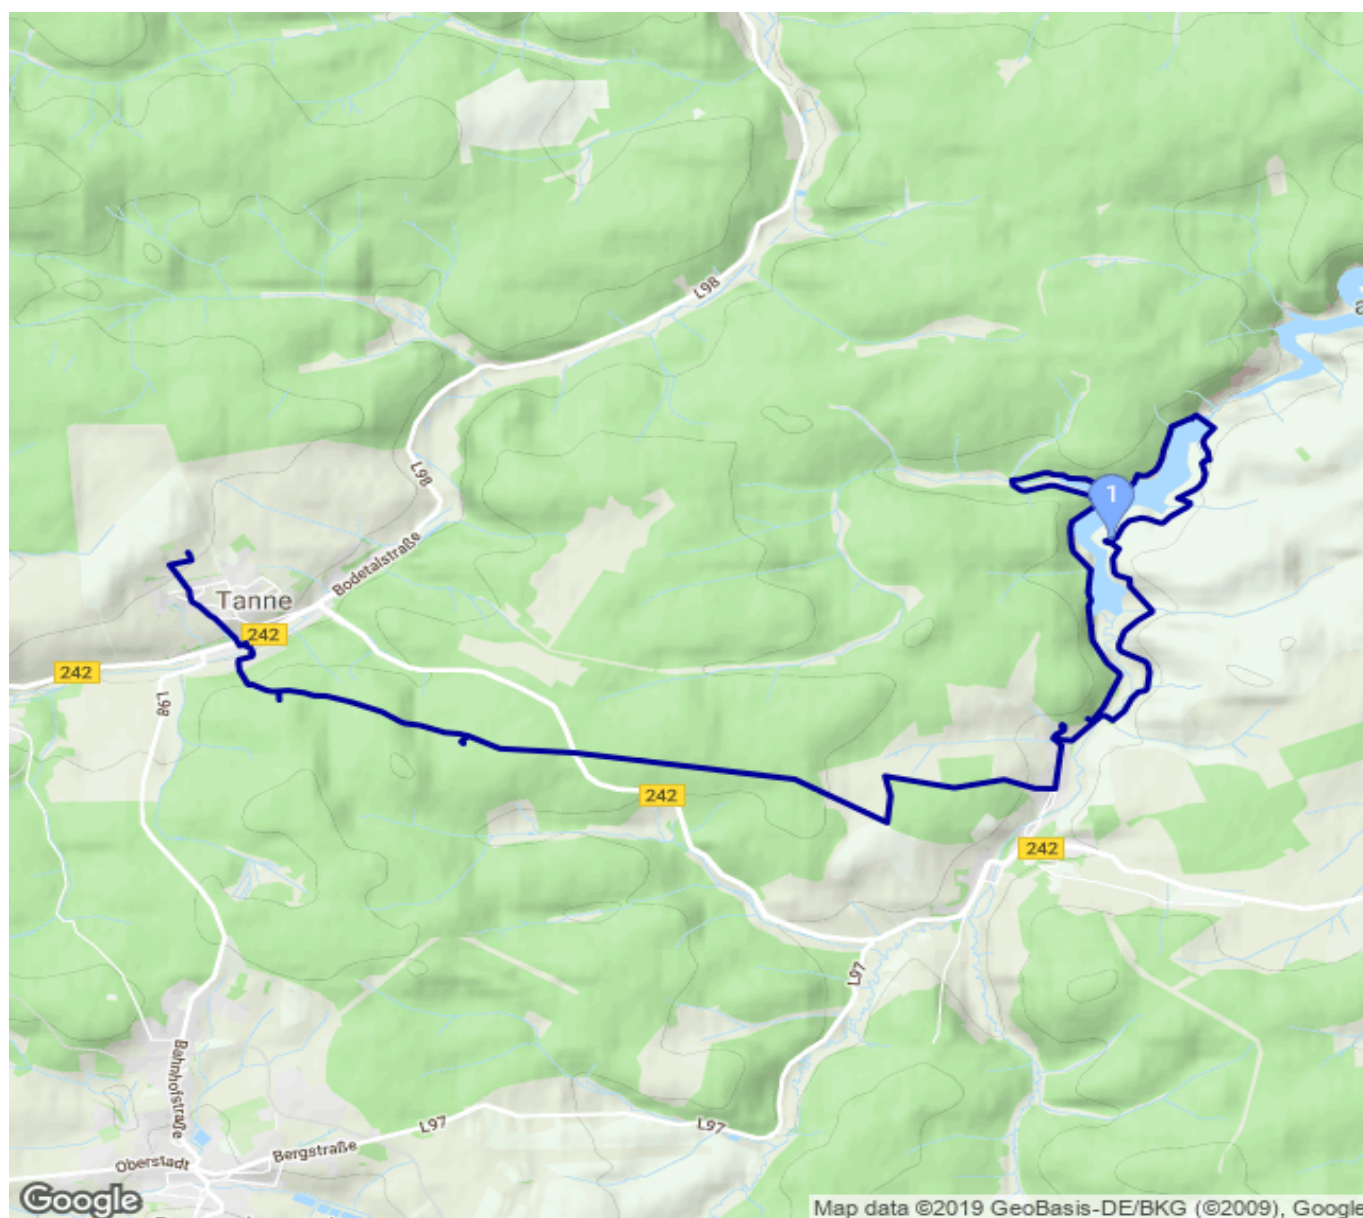 L98
a
1
L98
Bodetalstraße
Tanne
242
242
L98
242
242
L97
Bahnhofstraße
L97
L97
Bergstraße
Oberstadt
Google
Map data ©2019 GeoBasis-DE/BKG (©2009), Google